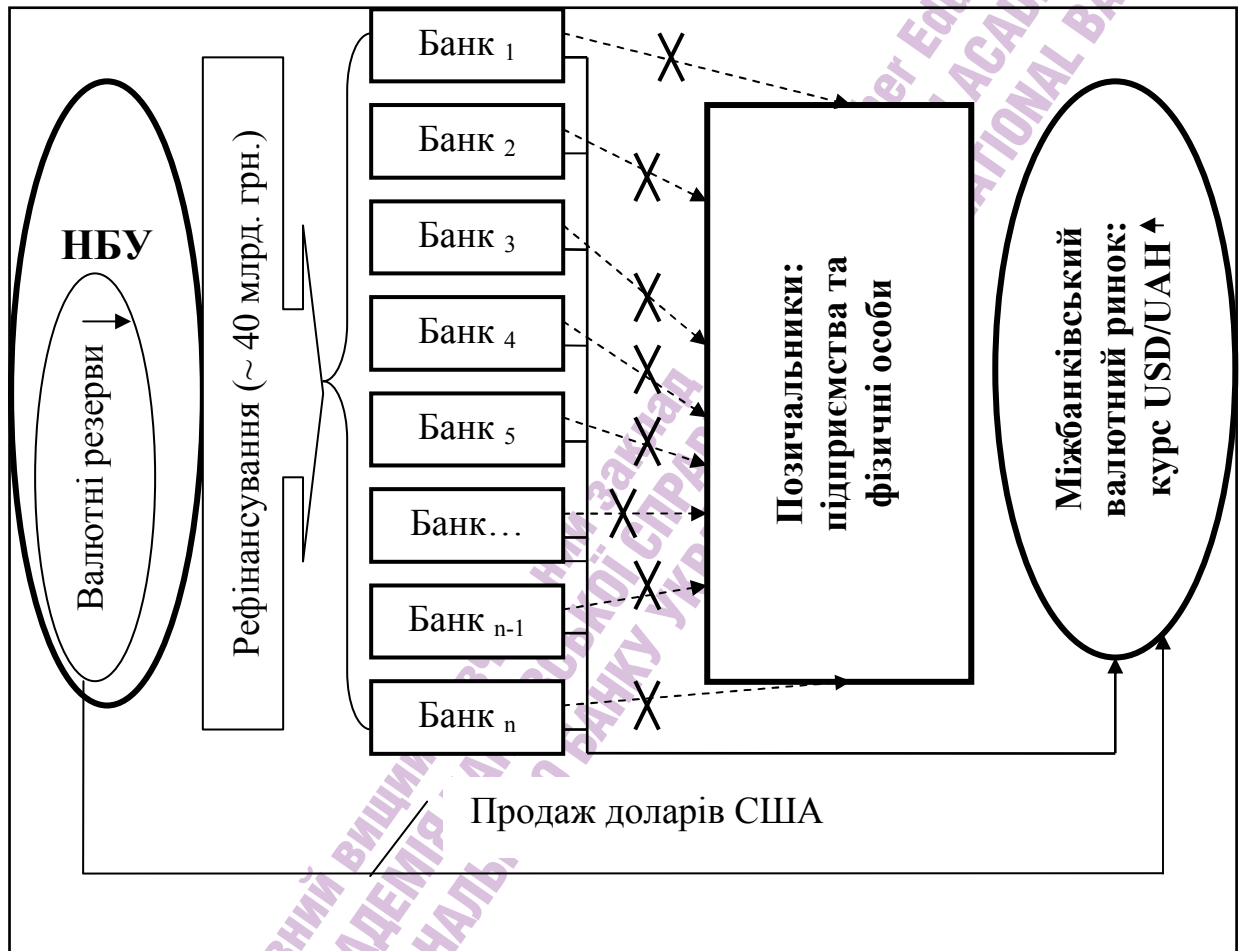 НБУ
Валютні резерви
Рефінансування (~ 40 млрд. грн.)
Банк 1
Банк 2
Банк 3
Банк 4
Банк 5
Банк…
Банк n-1
Банк n
Позичальники:
підприємства та
фізичні особи
Міжбанківський
валютний ринок:
курс USD/UAH
Продаж доларів США